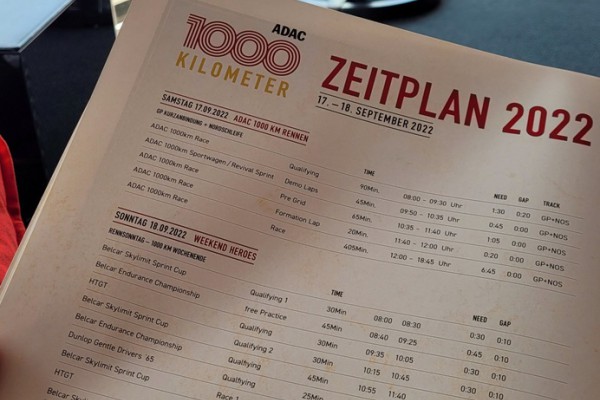 ADAC
1000
KILOMETER
ZEITPLAN 2022
17. – 18. SEPTEMBER 2022
SAMSTAG 17.09.2022 ADAC 1000 KM RENNEN
GP KURZANBINDUNG + NORDSCHLEIFE TIME NEED GAP TRACK
ADAC 1000km Race Qualifying 90Min. 08:00 – 09:30 Uhr 1:30 0:20 GP+NOS
ADAC 1000km Sportwagen / Revival Sprint Demo Laps 45Min. 09:50 – 10:35 Uhr 0:45 0:00 GP+NOS
ADAC 1000km Race Pre Grid 65Min. 10:35 – 11:40 Uhr 1:05 0:00 GP+NOS
ADAC 1000km Race Formation Lap 20Min. 11:40 – 12:00 Uhr 0:20 0:00 GP+NOS
ADAC 1000km Race Race 405Min. 12:00 – 18:45 Uhr 6:45 0:00 GP+NOS
SONNTAG 18.09.2022 WEEKEND HEROES
RENNSONNTAG – 1000 KM WOCHENENDE TIME NEED GAP
Belcar Skylimit Sprint Cup Qualifying 1 30Min 08:00 08:30 0:30 0:10
Belcar Endurance Championship free Practice 45Min 08:40 09:25 0:45 0:10
HTGT Qualifying 30Min 09:35 10:05 0:30 0:10
Belcar Skylimit Sprint Cup Qualifying 2 30Min 10:15 10:45 0:30 0:10
Belcar Endurance Championship Qualifying 45Min 10:55 11:40
Dunlop Gentle Drivers '65 Qualifying 25Min
Belcar Skylimit Sprint Cup Race 1
HTGT
Belcar Sky